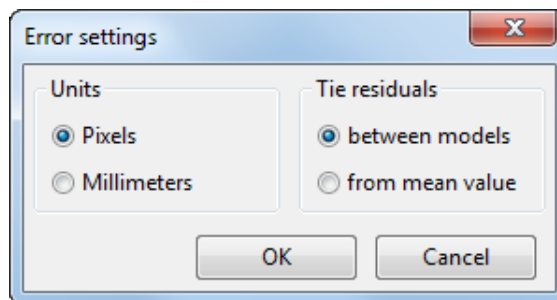 Error settings
Units
Pixels
Millimeters
Tie residuals
between models
from mean value
OK
Cancel